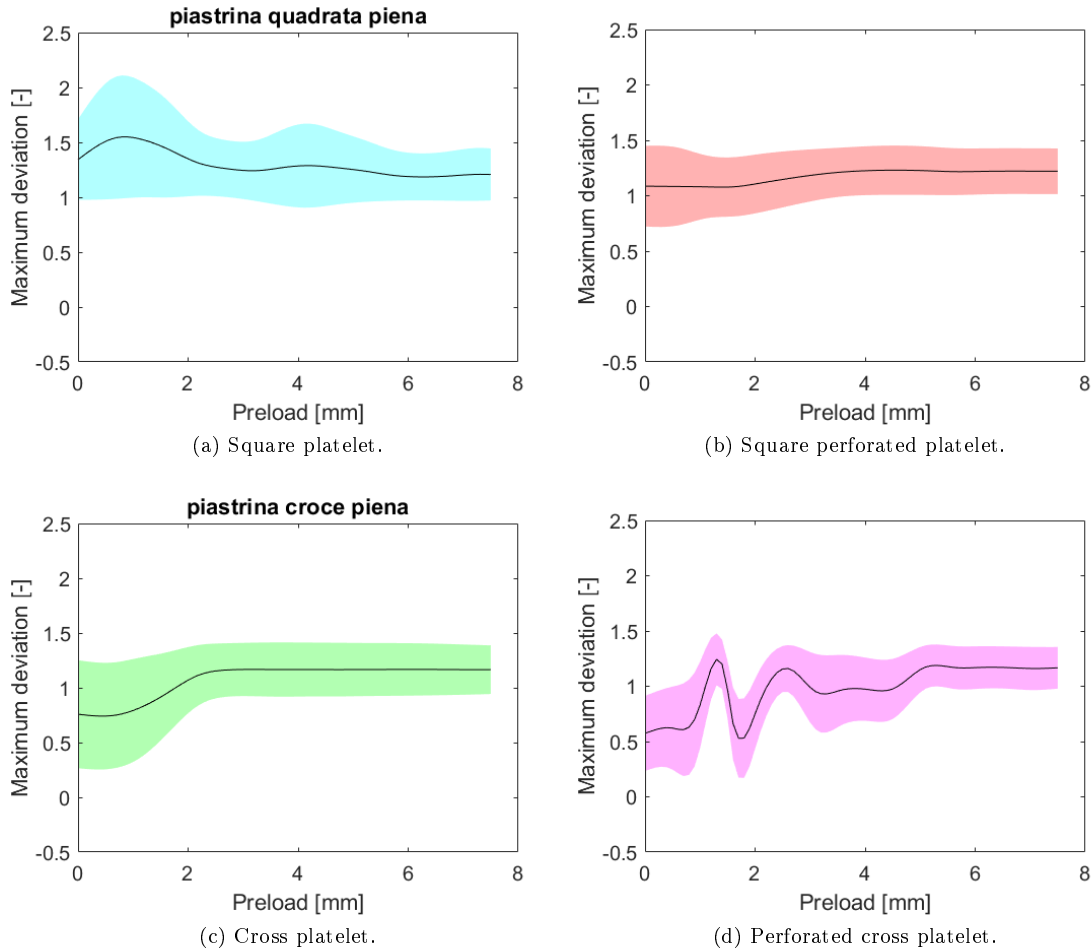 piastrina quadrata piena
2.5
2
1.5
1
0.5
0
-0.5
Maximum deviation [-]
0 2 4 6 8
Preload [mm]
(a) Square platelet.
2.5
2
1.5
1
0.5
0
-0.5
Maximum deviation [-]
0 2 4 6 8
Preload [mm]
(b) Square perforated platelet.
piastrina croce piena
2.5
2
1.5
1
0.5
0
-0.5
Maximum deviation [-]
0 2 4 6 8
Preload [mm]
(c) Cross platelet.
2.5
2
1.5
1
0.5
0
-0.5
Maximum deviation [-]
0 2 4 6 8
Preload [mm]
(d) Perforated cross platelet.